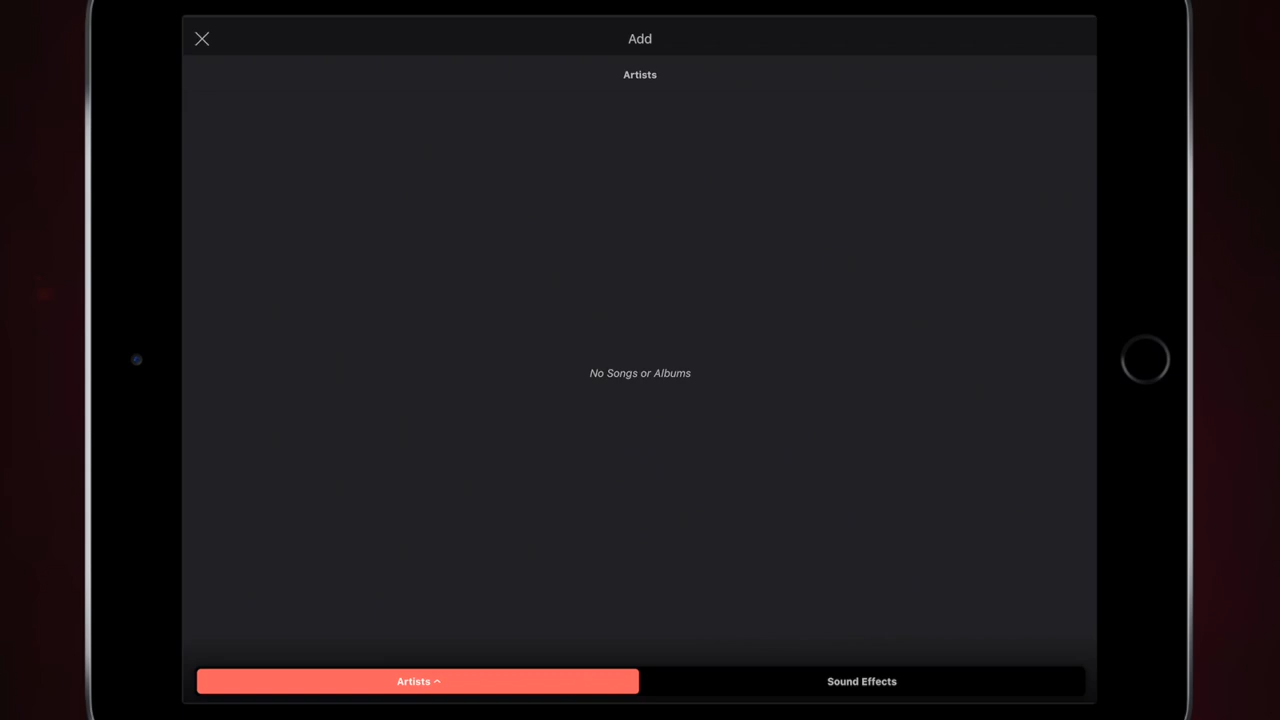 Add
Artists
No Songs or Albums
Artists
Sound Effects